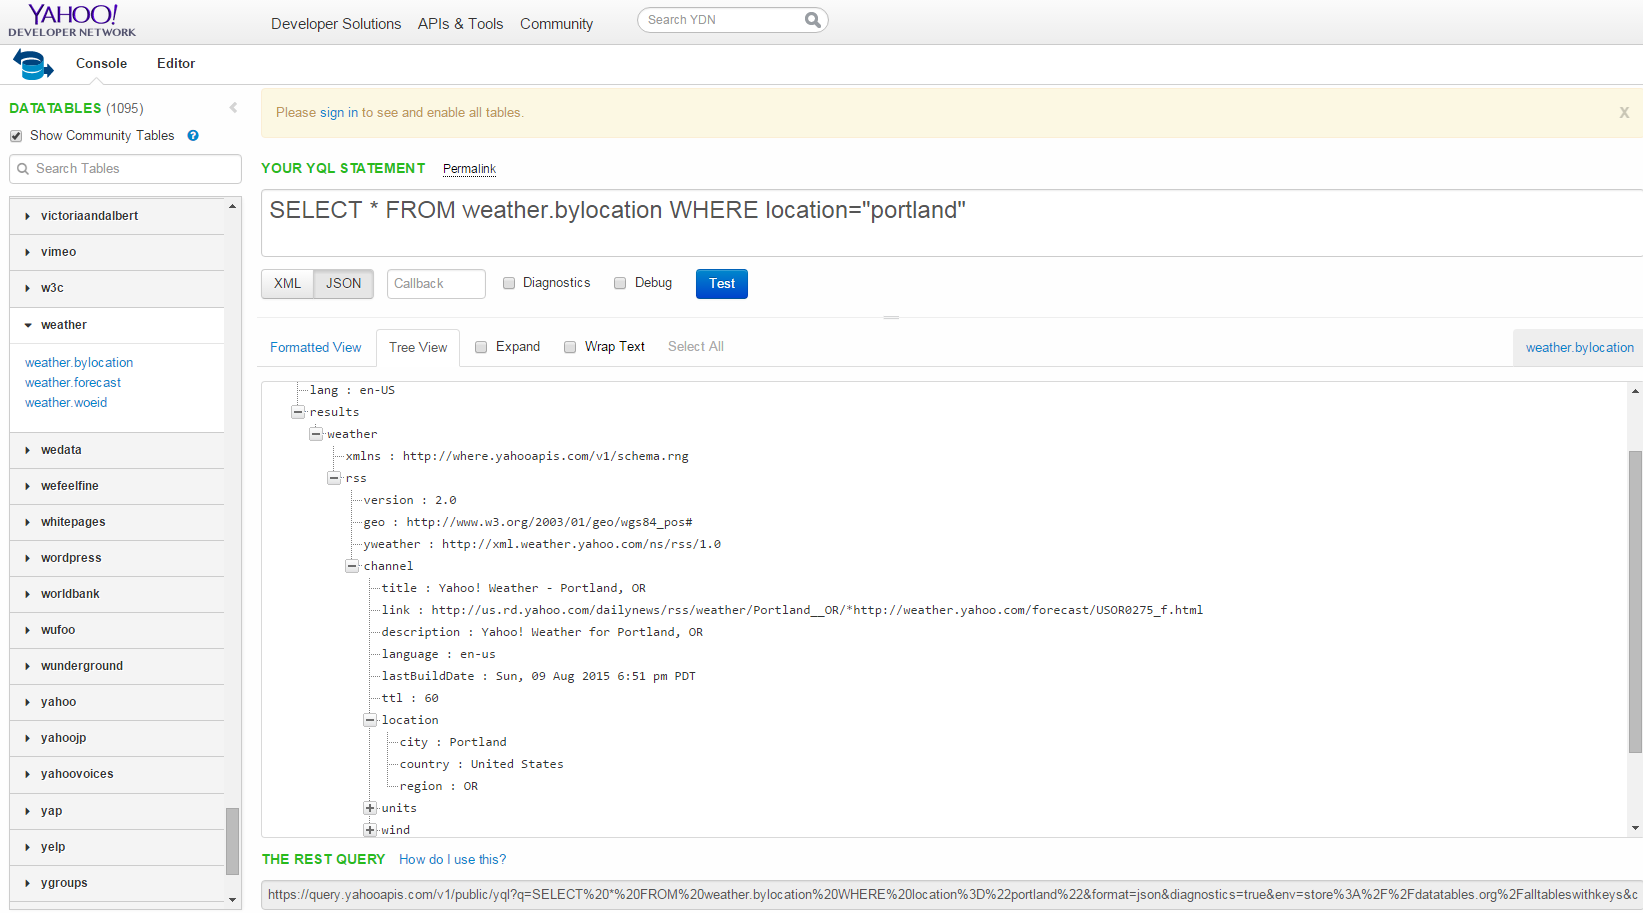 YAHOO!
DEVELOPER NETWORK
Developer Solutions APIs & Tools Community
Search YDN
Console Editor
DATATABLES (1095)
Show Community Tables
Search Tables
victoriaandalbert
vimeo
w3c
weather
weather.bylocation
weather.forecast
weather.woeid
wedata
wefeelfine
whitepages
wordpress
worldbank
wufoo
wunderground
yahoo
yahoojp
yahoovoices
yap
yelp
ygroups
Please sign in to see and enable all tables.
X
YOUR YQL STATEMENT Permalink
SELECT * FROM weather.bylocation WHERE location="portland"
XML JSON Callback Diagnostics Debug Test
Formatted View Tree View Expand Wrap Text Select All weather.bylocation
lang : en-US
results
weather
xmlns : http://where.yahooapis.com/v1/schema.rng
rss
version : 2.0
geo : http://www.w3.org/2003/01/geo/wgs84_pos#
yweather : http://xml.weather.yahoo.com/ns/rss/1.0
channel
title : Yahoo! Weather - Portland, OR
link : http://us.rd.yahoo.com/dailynews/rss/weather/Portland__OR/*http://weather.yahoo.com/forecast/USOR0275_f.html
description : Yahoo! Weather for Portland, OR
language : en-us
lastBuildDate : Sun, 09 Aug 2015 6:51 pm PDT
ttl : 60
location
city : Portland
country : United States
region : OR
units
wind
THE REST QUERY How do I use this?
https://query.yahooapis.com/v1/public/yql?q=SELECT%20*%20FROM%20weather.bylocation%20WHERE%20location%3D%22portland%22&format=json&diagnostics=true&env=store%3A%2F%2Fdatatables.org%2Falltableswithkeys&c